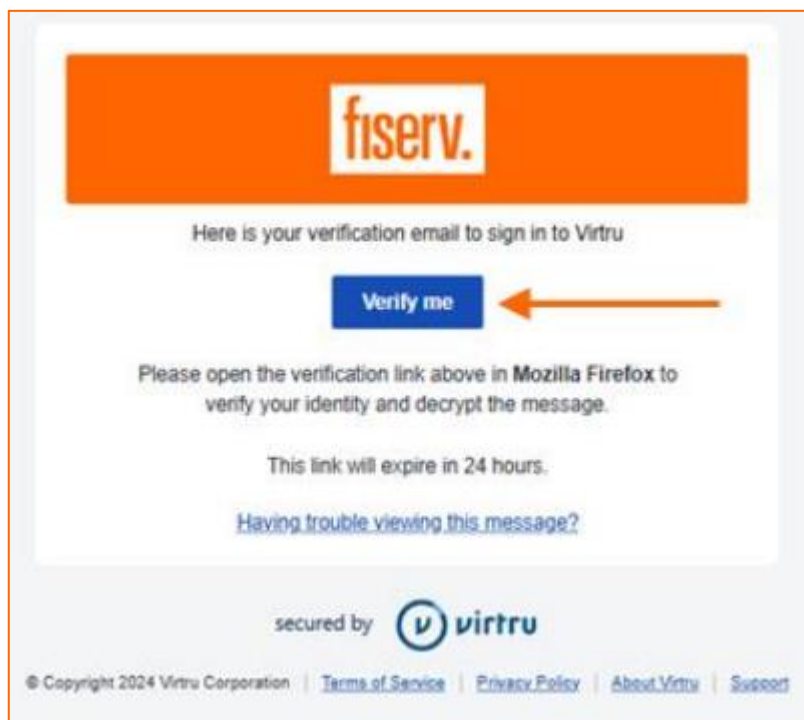 fiserv.
Here is your verification email to sign in to Virtru
Verify me
Please open the verification link above in Mozilla Firefox to
verify your identity and decrypt the message.
This link will expire in 24 hours.
Having trouble viewing this message?
secured by virtru
© Copyright 2024 Virtru Corporation | Terms of Service | Privacy Policy | About Virtru | Support